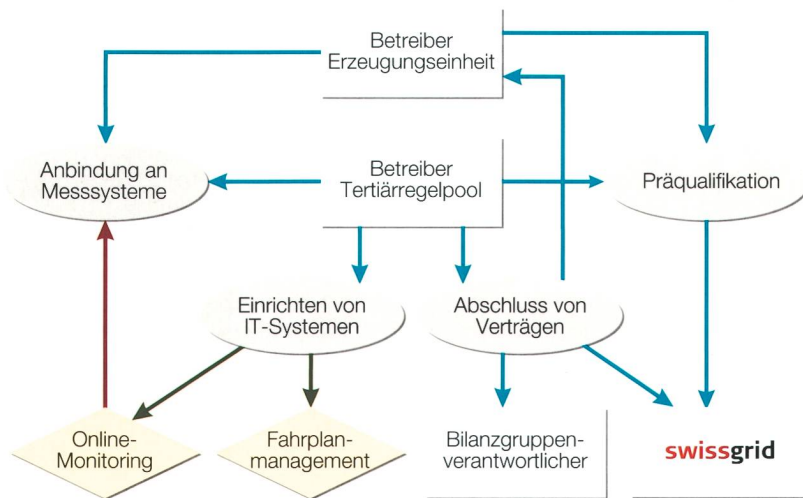 Betreiber
Erzeugungseinheit
Anbindung an
Messsysteme
Betreiber
Tertiärregelpool
Präqualifikation
Einrichten von
IT-Systemen
Abschluss von
Verträgen
Online-
Monitoring
Fahrplan-
management
Bilanzgruppen-
verantwortlicher
swissgrid